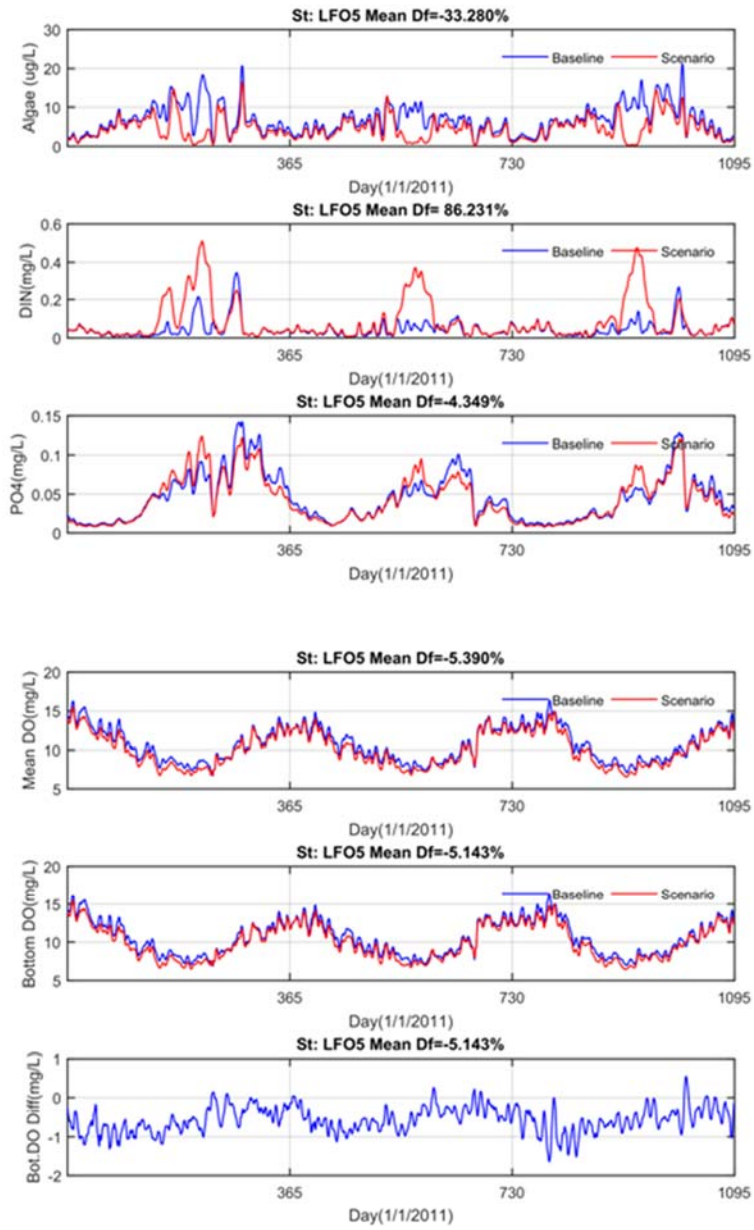 St: LFO5 Mean Df=-33.280%
30
20
10
0
Algae (ug/L)
Baseline
Scenario
365
730
1095
Day(1/1/2011)
St: LFO5 Mean Df= 86.231%
0.6
0.4
0.2
0
DIN(mg/L)
Baseline
Scenario
365
730
1095
Day(1/1/2011)
St: LFO5 Mean Df=-4.349%
0.15
0.1
0.05
0
PO4(mg/L)
Baseline
Scenario
365
730
1095
Day(1/1/2011)
St: LFO5 Mean Df=-5.390%
20
15
10
5
Mean DO(mg/L)
Baseline
Scenario
365
730
1095
Day(1/1/2011)
St: LFO5 Mean Df=-5.143%
20
15
10
5
Bottom DO(mg/L)
Baseline
Scenario
365
730
1095
Day(1/1/2011)
St: LFO5 Mean Df=-5.143%
1
0
-1
-2
Bot.DO Diff(mg/L)
365
730
1095
Day(1/1/2011)